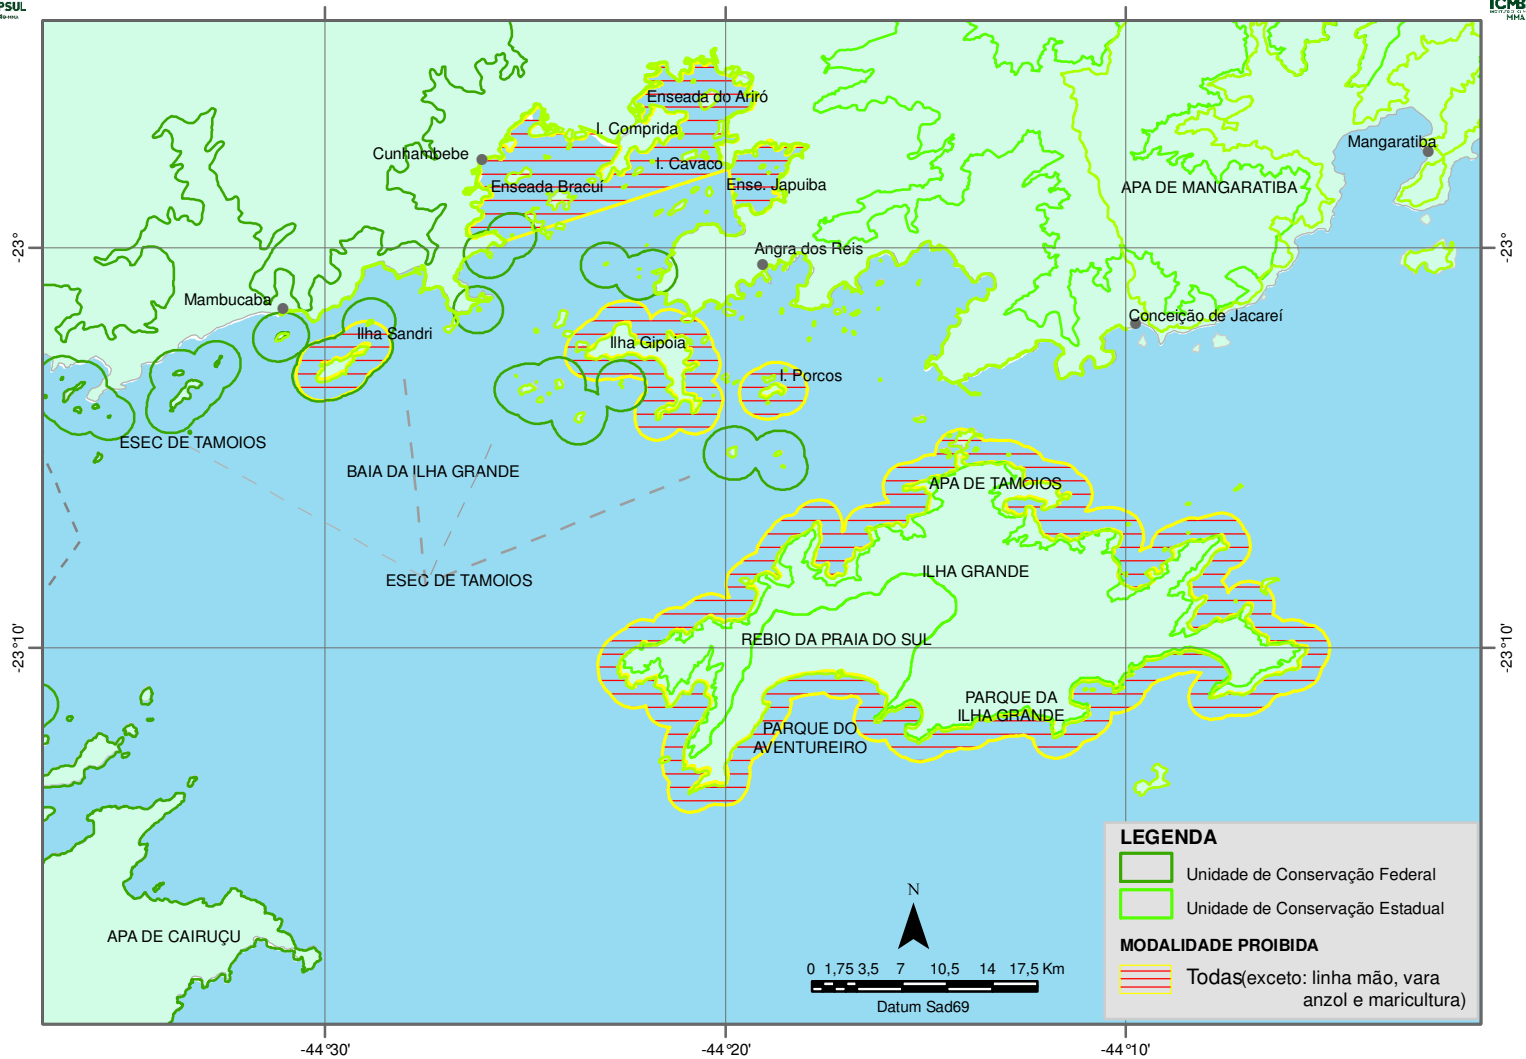 PSUL
ICMB
MMA
Enseada do Ariró
I. Comprida
Cunhambebe
I. Cavaco
Enseada Bracuí
Ense. Japuiba
Mangaratiba
APA DE MANGARATIBA
-23°
-23°
Angra dos Reis
Mambucaba
Conceição de Jacareí
Ilha Sandri
Ilha Gipoia
I. Porcos
ESEC DE TAMOIOS
BAIA DA ILHA GRANDE
APA DE TAMOIOS
ESEC DE TAMOIOS
ILHA GRANDE
REBIO DA PRAIA DO SUL
-23°10'
-23°10'
PARQUE DA
ILHA GRANDE
PARQUE DO
AVENTUREIRO
APA DE CAIRUÇU
N
0 1,75 3,5 7 10,5 14 17,5 Km
Datum Sad69
LEGENDA
Unidade de Conservação Federal
Unidade de Conservação Estadual
MODALIDADE PROIBIDA
Todas(exceto: linha mão, vara
anzol e maricultura)
-44°30'
-44°20'
-44°10'